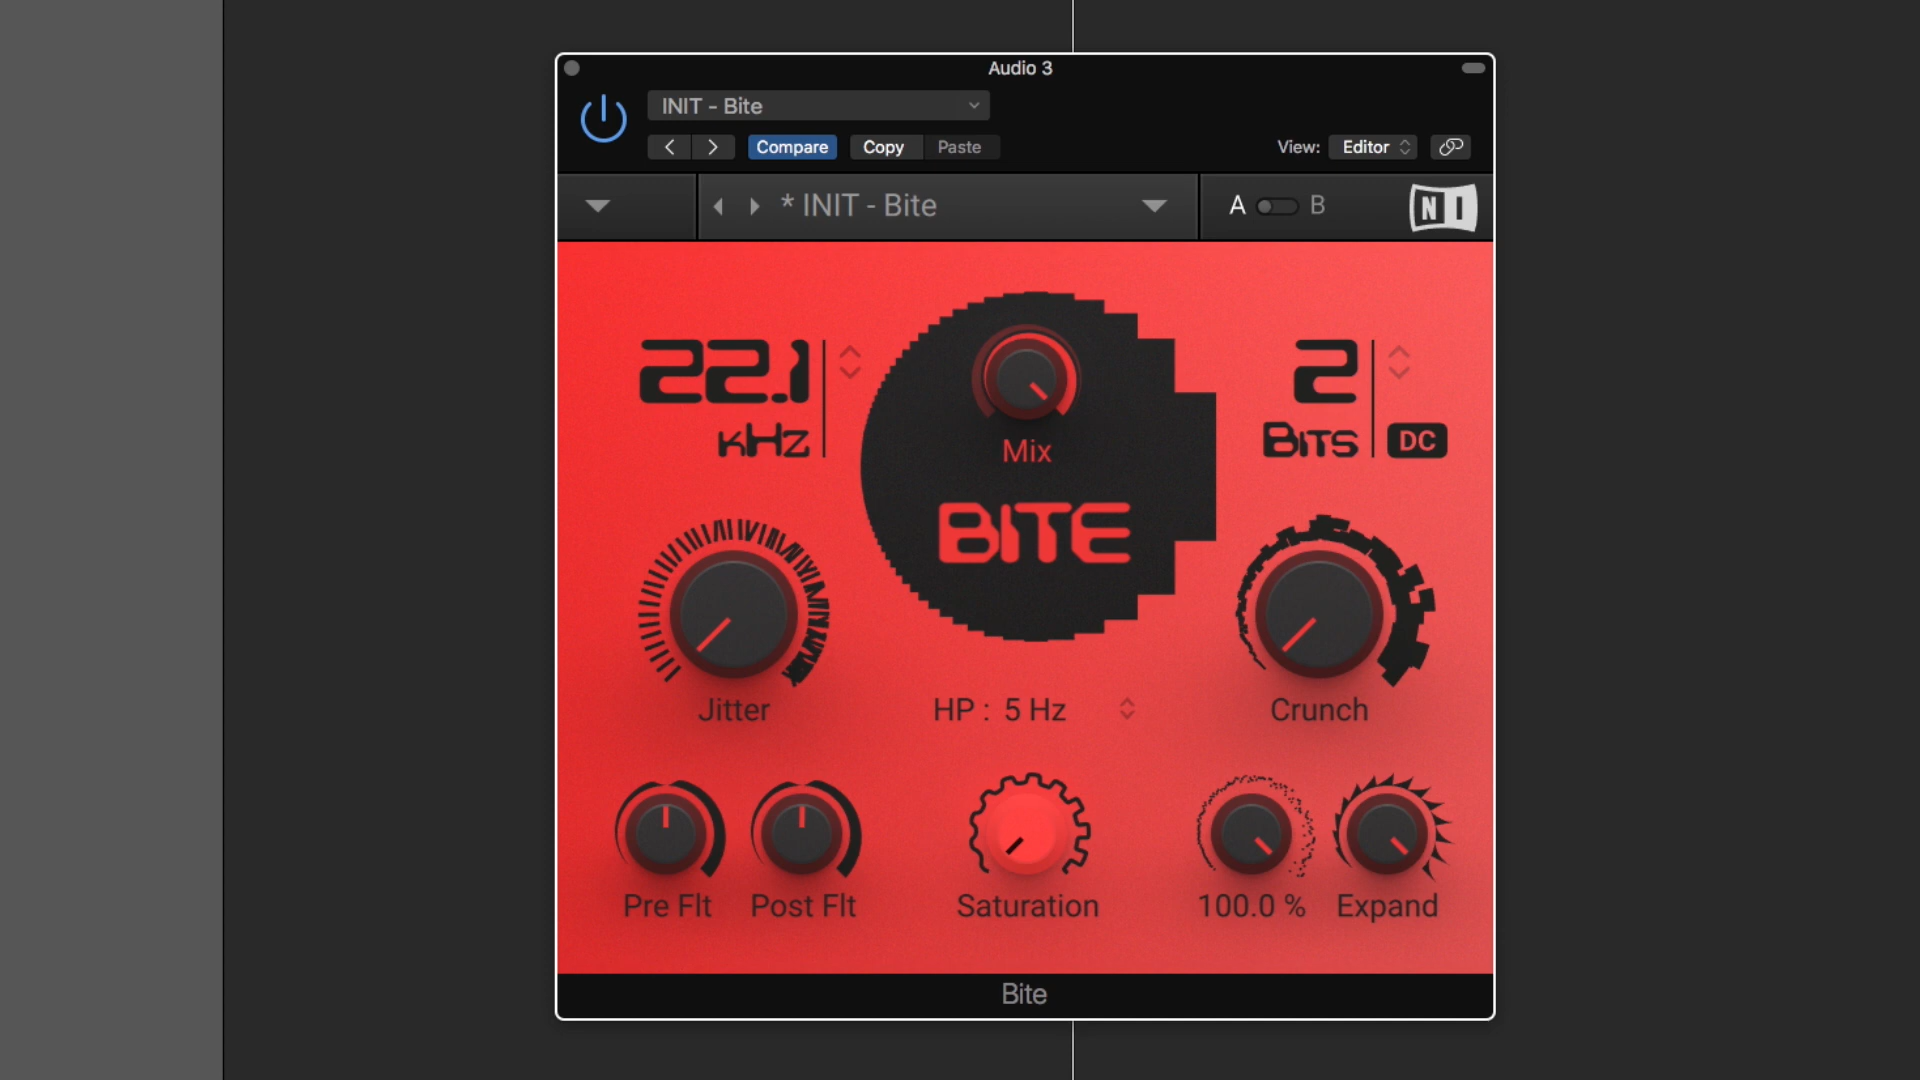 Audio 3
INIT - Bite
Compare Copy Paste View: Editor
* INIT - Bite A B NI
22.1 2
kHz Bits DC
Mix
BITE
Jitter HP : 5 Hz Crunch
Pre Flt Post Flt Saturation 100.0 % Expand
Bite